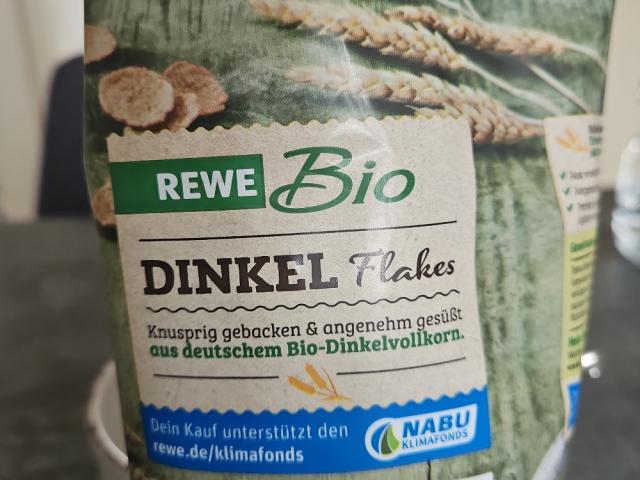 REWE Bio
DINKEL Flakes
Knusprig gebacken & angenehm gesüßt
aus deutschem Bio-Dinkelvollkorn.
Dein Kauf unterstützt den
rewe.de/klimafonds
NABU
KLIMAFONDS